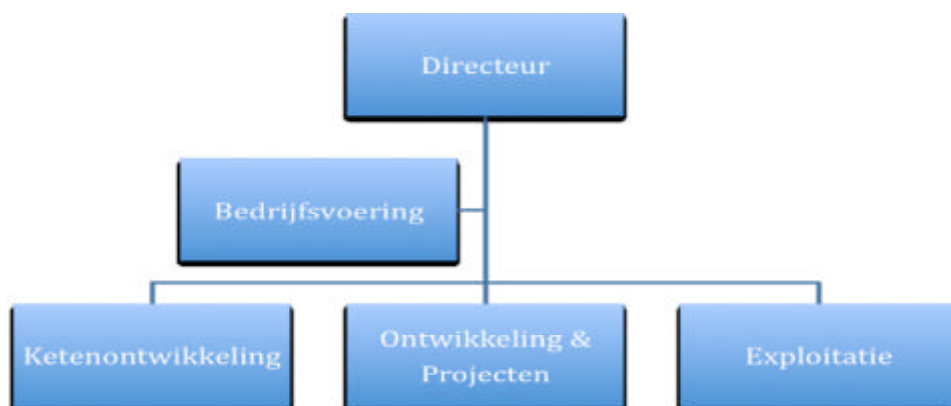 Directeur
Bedrijfsvoering
Ketenontwikkeling
Ontwikkeling &
Projecten
Exploitatie